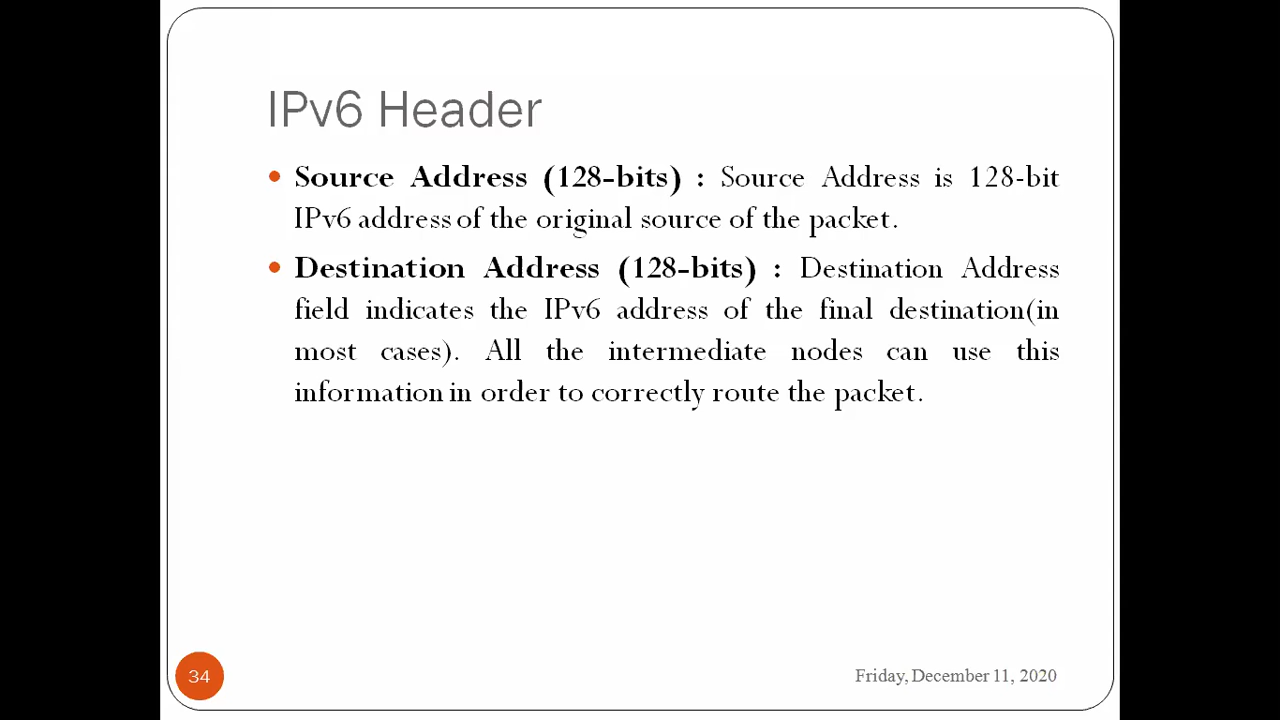 IPv6 Header
• Source Address (128-bits) : Source Address is 128-bit
IPv6 address of the original source of the packet.
• Destination Address (128-bits) : Destination Address
field indicates the IPv6 address of the final destination(in
most cases). All the intermediate nodes can use this
information in order to correctly route the packet.
34
Friday, December 11, 2020